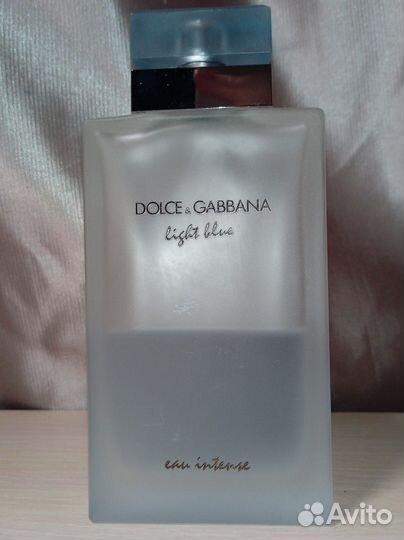 DOLCE & GABBANA
light blue
eau intense
Avito